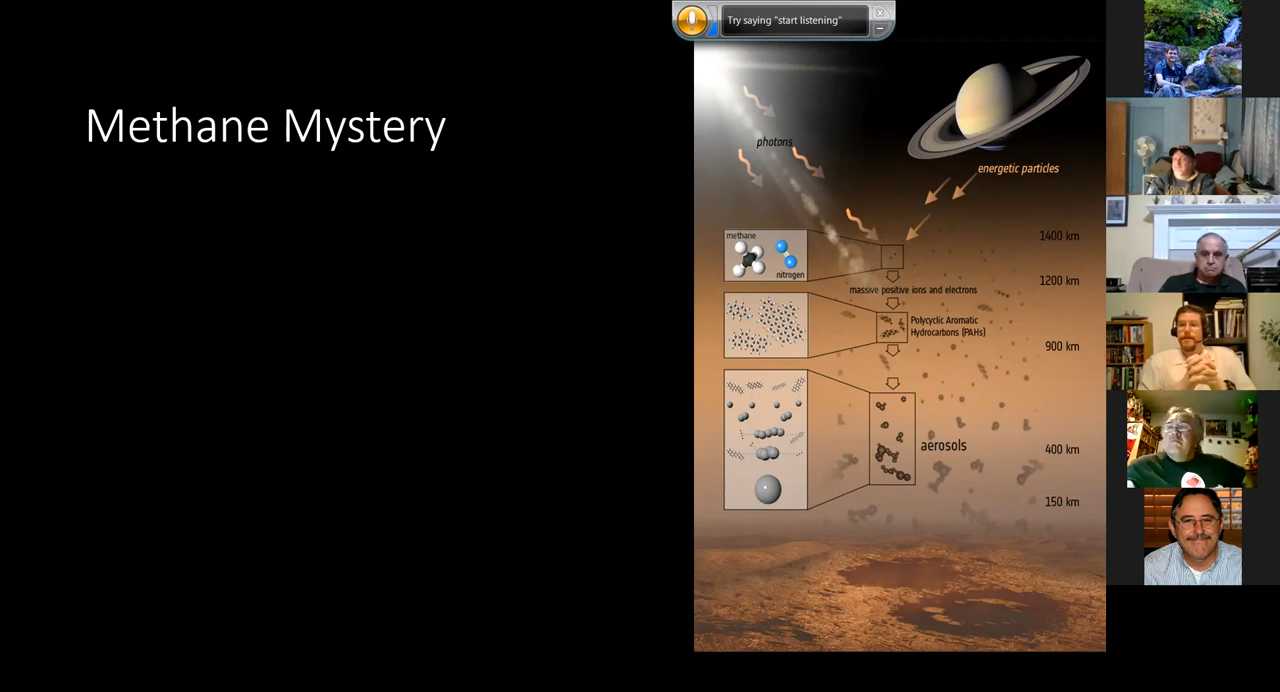 Try saying "start listening"
Methane Mystery
photons
energetic particles
methane
nitrogen
1400 km
1200 km
massive positive ions and electrons
Polycyclic Aromatic
Hydrocarbons (PAHs)
900 km
aerosols
400 km
150 km